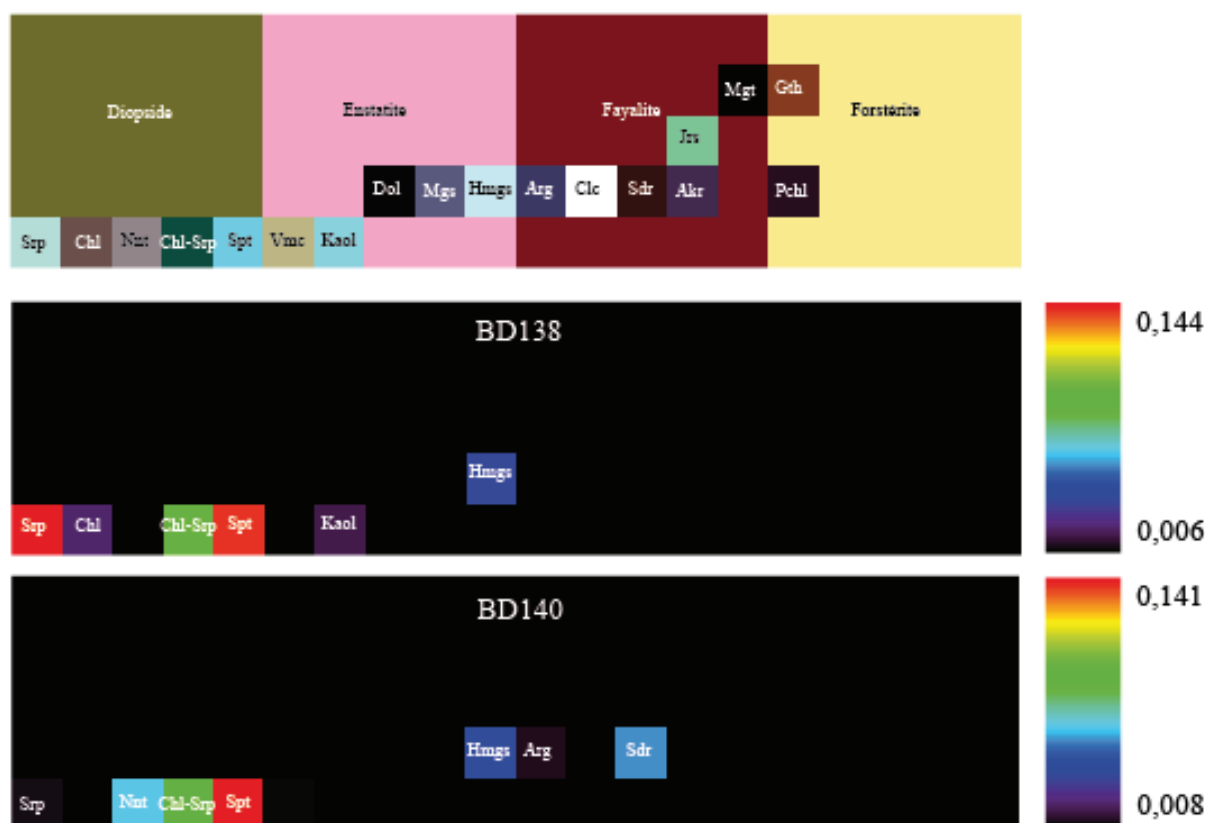 Diopside Enstatite Fayalite Forstérite
Mgt Gth
Jrs
Dol Mgs Hmgs Arg Clc Sdr Akr Pchl
Srp Chl Nnt Chl-Srp Spt Vmc Kaol
BD138
0,144
Hmgs
Srp Chl Chl-Srp Spt Kaol
0,006
BD140
0,141
Hmgs Arg Sdr
Srp Nnt Chl-Srp Spt
0,008